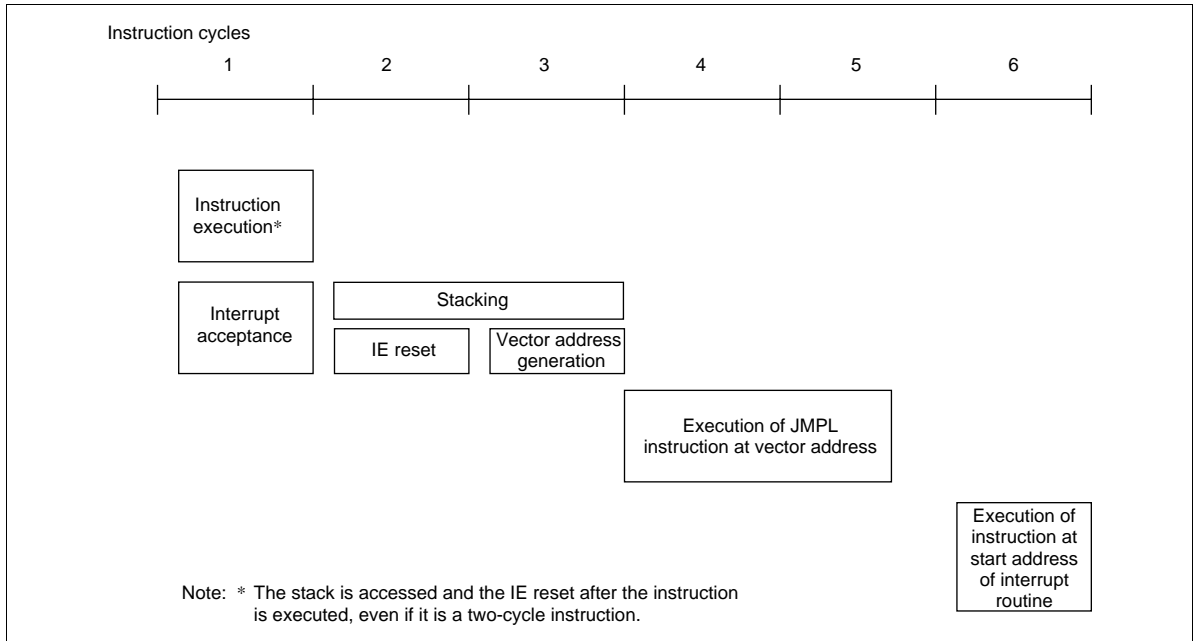 Instruction cycles
1 2 3 4 5 6
Instruction
execution*
Interrupt
acceptance
Stacking
IE reset
Vector address
generation
Execution of JMPL
instruction at vector address
Execution of
instruction at
start address
of interrupt
routine
Note: * The stack is accessed and the IE reset after the instruction
is executed, even if it is a two-cycle instruction.